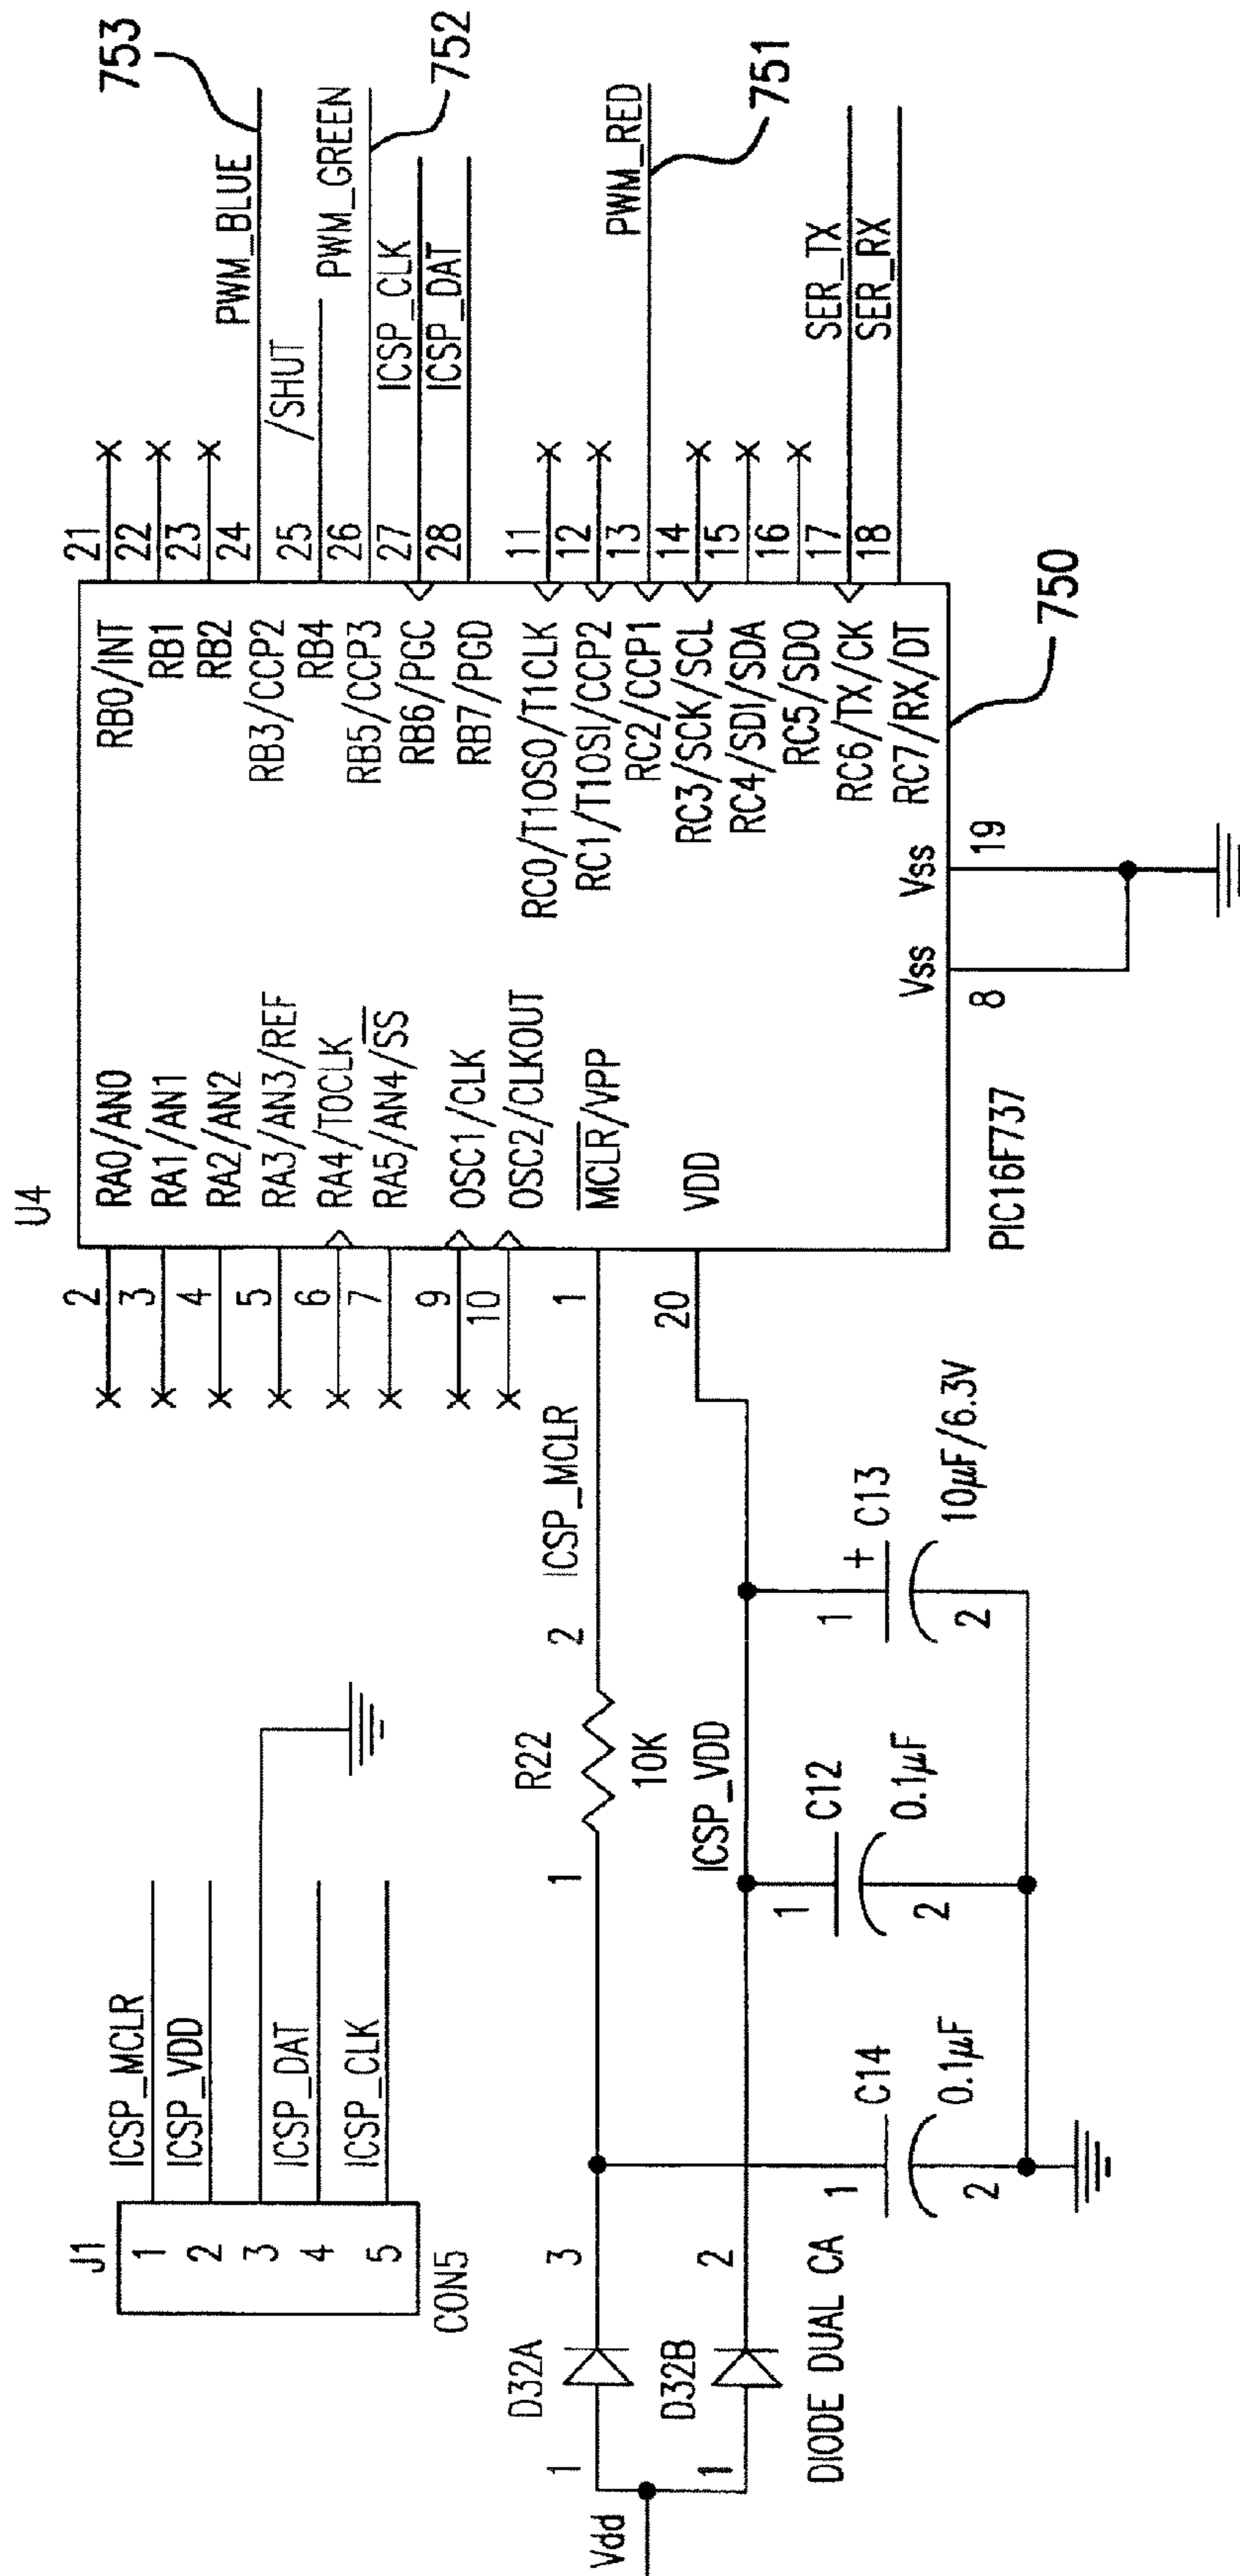 J1
1
2
3
4
5
CON5
ICSP_MCLR
ICSP_VDD
ICSP_DAT
ICSP_CLK
Vdd
1
D32A
3
1
D32B
2
DIODE DUAL CA
1
R22
10K
2
ICSP_MCLR
ICSP_VDD
1
C14
0.1μF
2
1
C12
0.1μF
2
1
+
C13
10μF/6.3V
2
U4
2
3
4
5
6
7
9
10
1
20
RA0/AN0
RA1/AN1
RA2/AN2
RA3/AN3/REF
RA4/TOCLK
RA5/AN4/SS
OSC1/CLK
OSC2/CLKOUT
MCLR/VPP
VDD
PIC16F737
Vss
8
Vss
19
RB0/INT
RB1
RB2
RB3/CCP2
RB4
RB5/CCP3
RB6/PGC
RB7/PGD
RC0/T1OSO/T1CLK
RC1/T1OSI/CCP2
RC2/CCP1
RC3/SCK/SCL
RC4/SDI/SDA
RC5/SDO
RC6/TX/CK
RC7/RX/DT
21
22
23
24
25
26
27
28
11
12
13
14
15
16
17
18
PWM_BLUE
/SHUT
PWM_GREEN
ICSP_CLK
ICSP_DAT
PWM_RED
SER_TX
SER_RX
753
752
751
750